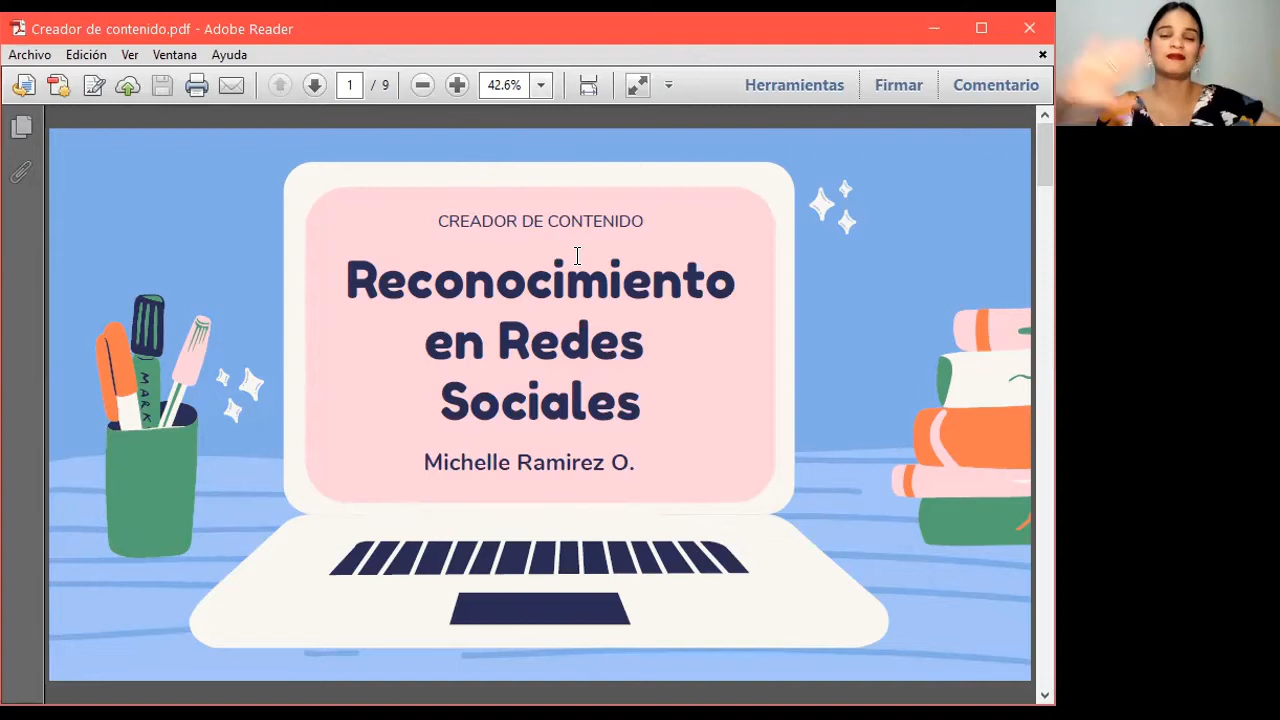 Creador de contenido.pdf - Adobe Reader
Archivo Edición Ver Ventana Ayuda
1 / 9 42.6% Herramientas Firmar Comentario
CREADOR DE CONTENIDO
Reconocimiento
en Redes
Sociales
Michelle Ramirez O.
MARK